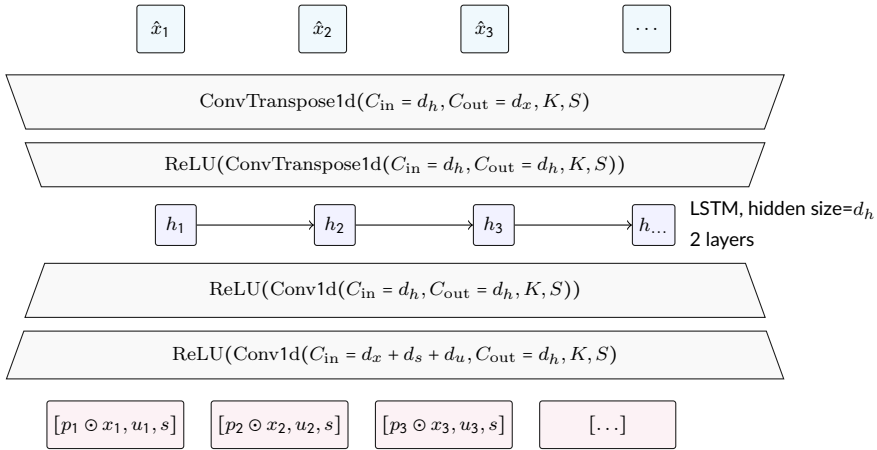 x̂₁ x̂₂ x̂₃ ⋯
ConvTranspose1d(C_in = d_h, C_out = d_x, K, S)
ReLU(ConvTranspose1d(C_in = d_h, C_out = d_h, K, S))
h₁ h₂ h₃ h_…
LSTM, hidden size=d_h
2 layers
ReLU(Conv1d(C_in = d_h, C_out = d_h, K, S))
ReLU(Conv1d(C_in = d_x + d_s + d_u, C_out = d_h, K, S)
[p₁ ⊙ x₁, u₁, s] [p₂ ⊙ x₂, u₂, s] [p₃ ⊙ x₃, u₃, s] […]